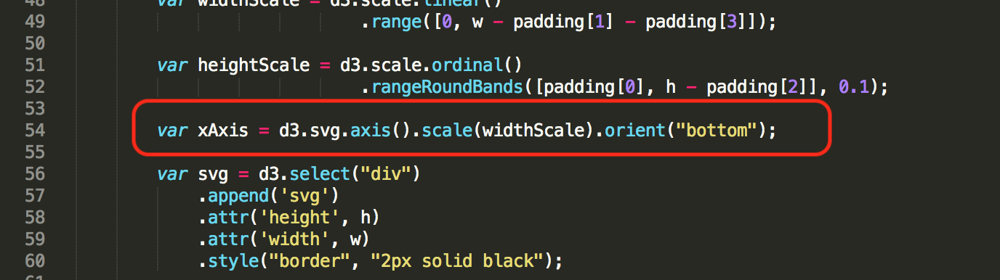 48 var widthScale = d3.scale.linear()
49 .range([0, w - padding[1] - padding[3]]);
50
51 var heightScale = d3.scale.ordinal()
52 .rangeRoundBands([padding[0], h - padding[2]], 0.1);
53
54 var xAxis = d3.svg.axis().scale(widthScale).orient("bottom");
55
56 var svg = d3.select("div")
57 .append('svg')
58 .attr('height', h)
59 .attr('width', w)
60 .style("border", "2px solid black");
61